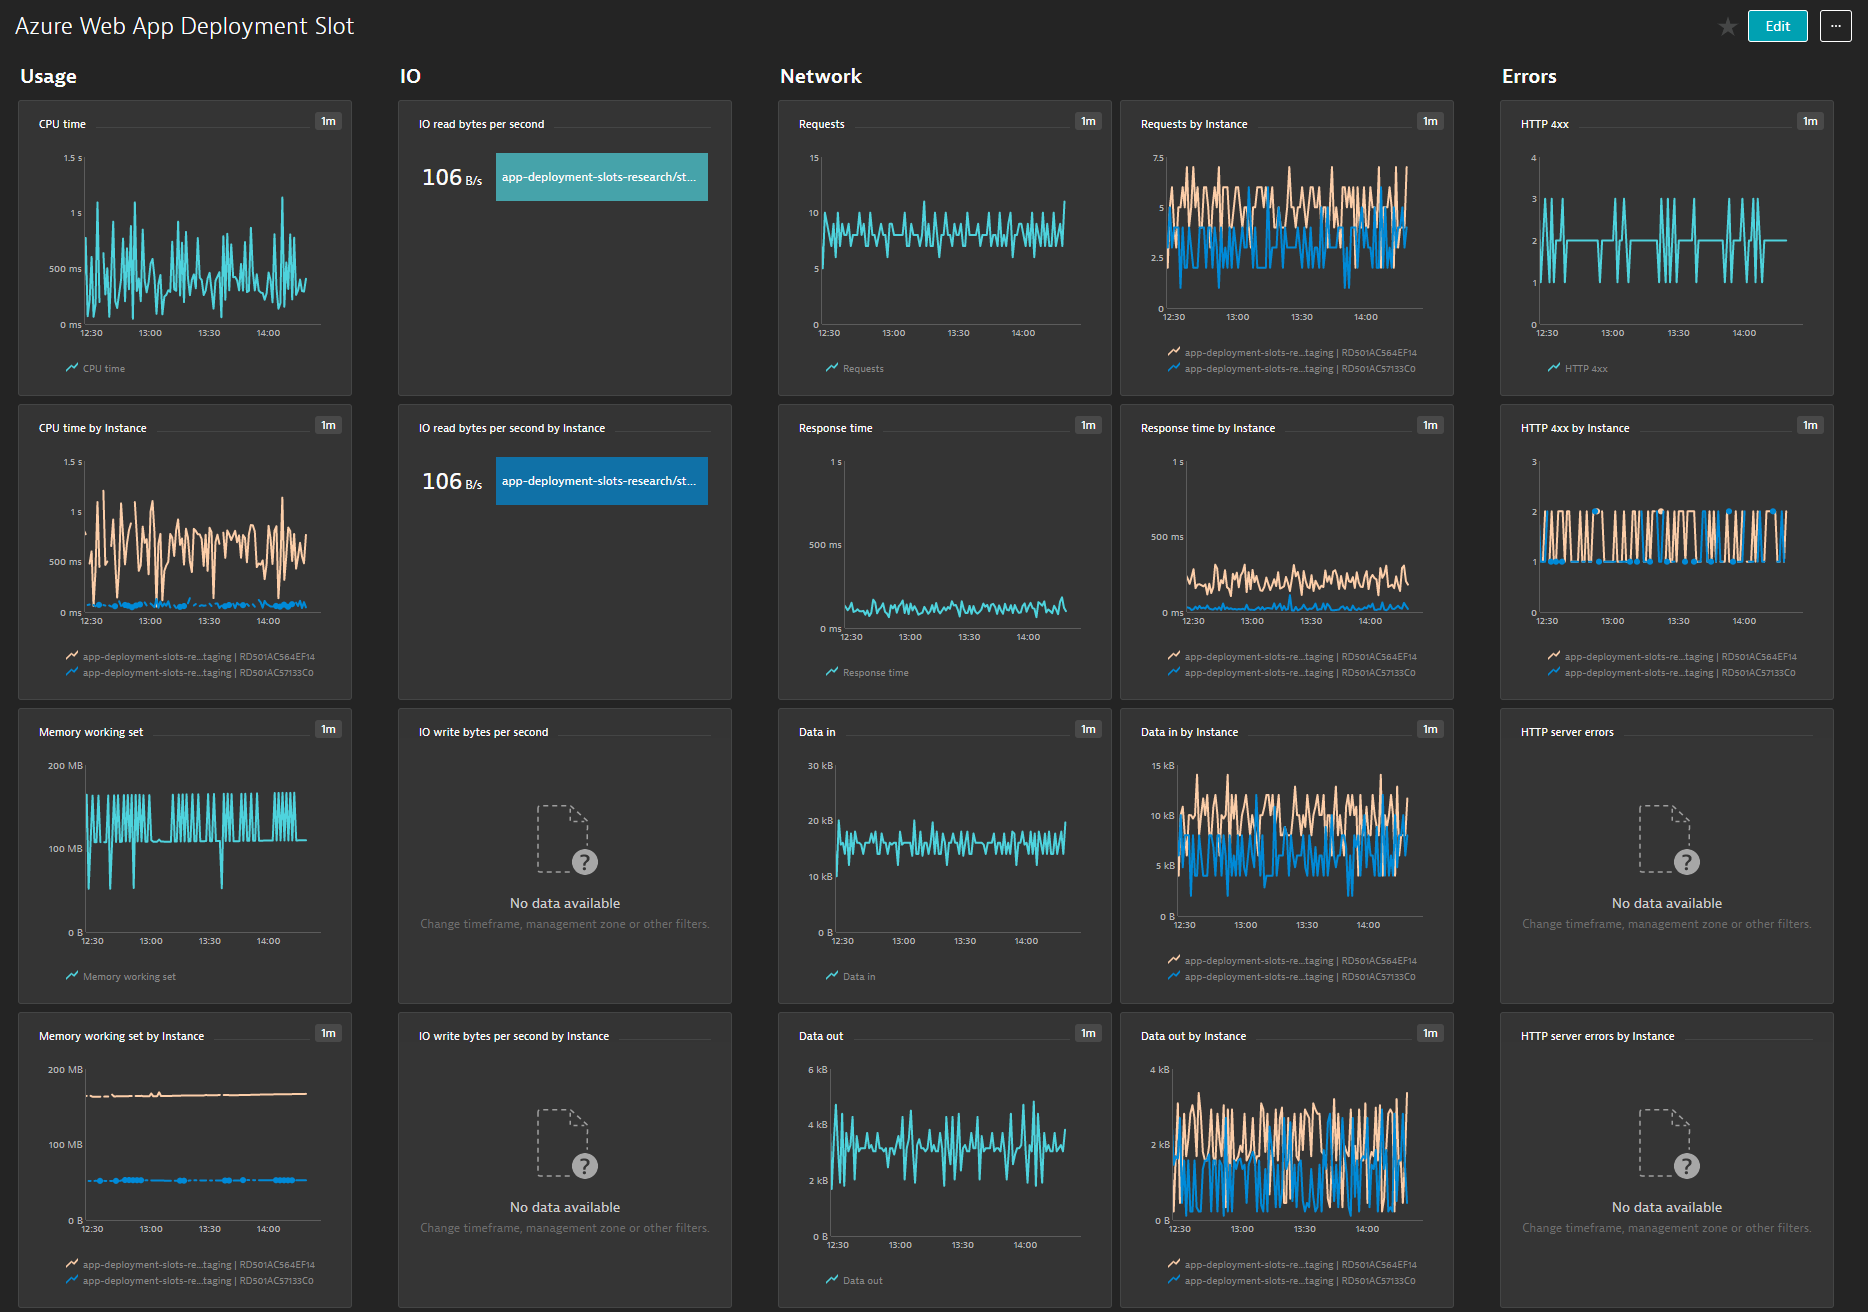 Azure Web App Deployment Slot
Edit
...
Usage
IO
Network
Errors
CPU time
1m
1.5 s
1 s
500 ms
0 ms
12:30 13:00 13:30 14:00
CPU time
IO read bytes per second
106 B/s
app-deployment-slots-research/st...
Requests
1m
15
10
5
0
12:30 13:00 13:30 14:00
Requests
Requests by Instance
1m
7.5
5
2.5
0
12:30 13:00 13:30 14:00
app-deployment-slots-re...taging | RD501AC564EF14
app-deployment-slots-re...taging | RD501AC57133C0
HTTP 4xx
1m
4
3
2
1
0
12:30 13:00 13:30 14:00
HTTP 4xx
CPU time by Instance
1m
1.5 s
1 s
500 ms
0 ms
12:30 13:00 13:30 14:00
app-deployment-slots-re...taging | RD501AC564EF14
app-deployment-slots-re...taging | RD501AC57133C0
IO read bytes per second by Instance
106 B/s
app-deployment-slots-research/st...
Response time
1m
1 s
500 ms
0 ms
12:30 13:00 13:30 14:00
Response time
Response time by Instance
1m
1 s
500 ms
0 ms
12:30 13:00 13:30 14:00
app-deployment-slots-re...taging | RD501AC564EF14
app-deployment-slots-re...taging | RD501AC57133C0
HTTP 4xx by Instance
1m
3
2
1
0
12:30 13:00 13:30 14:00
app-deployment-slots-re...taging | RD501AC564EF14
app-deployment-slots-re...taging | RD501AC57133C0
Memory working set
1m
200 MB
100 MB
0 B
12:30 13:00 13:30 14:00
Memory working set
IO write bytes per second
?
No data available
Change timeframe, management zone or other filters.
Data in
1m
30 kB
20 kB
10 kB
0 B
12:30 13:00 13:30 14:00
Data in
Data in by Instance
1m
15 kB
10 kB
5 kB
0 B
12:30 13:00 13:30 14:00
app-deployment-slots-re...taging | RD501AC564EF14
app-deployment-slots-re...taging | RD501AC57133C0
HTTP server errors
?
No data available
Change timeframe, management zone or other filters.
Memory working set by Instance
1m
200 MB
100 MB
0 B
12:30 13:00 13:30 14:00
app-deployment-slots-re...taging | RD501AC564EF14
app-deployment-slots-re...taging | RD501AC57133C0
IO write bytes per second by Instance
?
No data available
Change timeframe, management zone or other filters.
Data out
1m
6 kB
4 kB
2 kB
0 B
12:30 13:00 13:30 14:00
Data out
Data out by Instance
1m
4 kB
2 kB
0 B
12:30 13:00 13:30 14:00
app-deployment-slots-re...taging | RD501AC564EF14
app-deployment-slots-re...taging | RD501AC57133C0
HTTP server errors by Instance
?
No data available
Change timeframe, management zone or other filters.